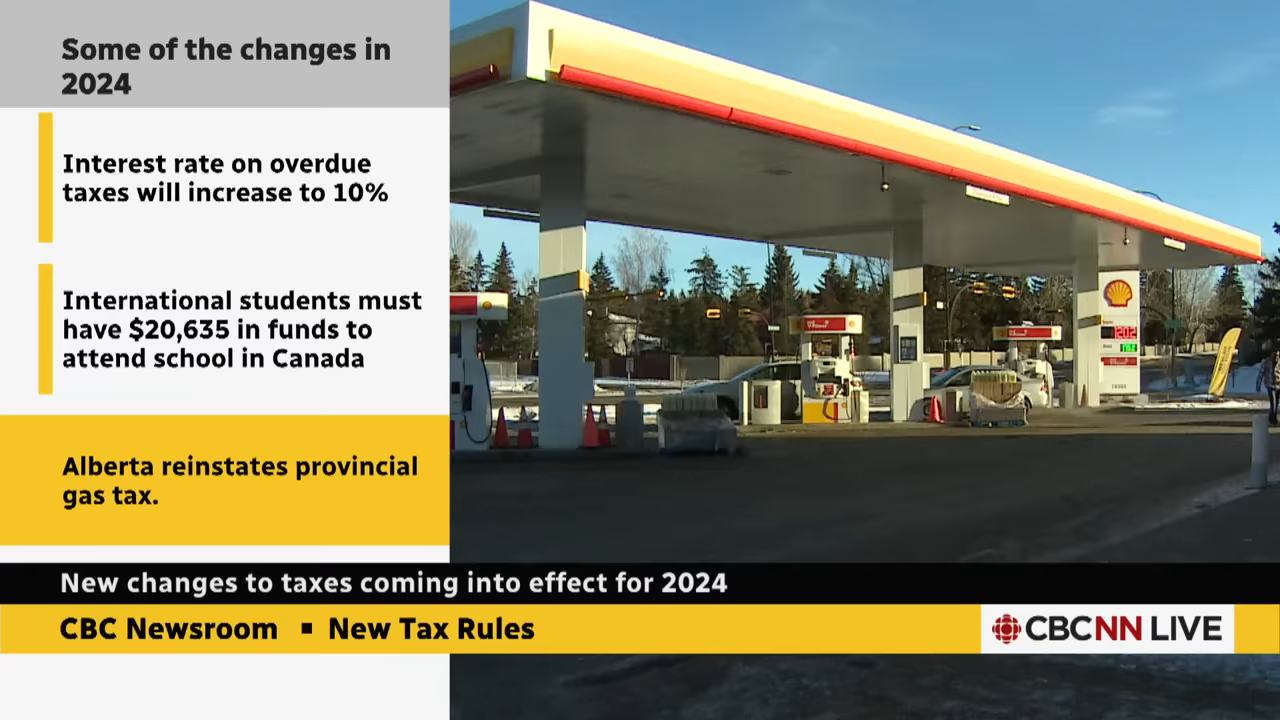 Some of the changes in
2024
Interest rate on overdue
taxes will increase to 10%
International students must
have $20,635 in funds to
attend school in Canada
Alberta reinstates provincial
gas tax.
New changes to taxes coming into effect for 2024
CBC Newsroom ▪ New Tax Rules
CBCNN LIVE